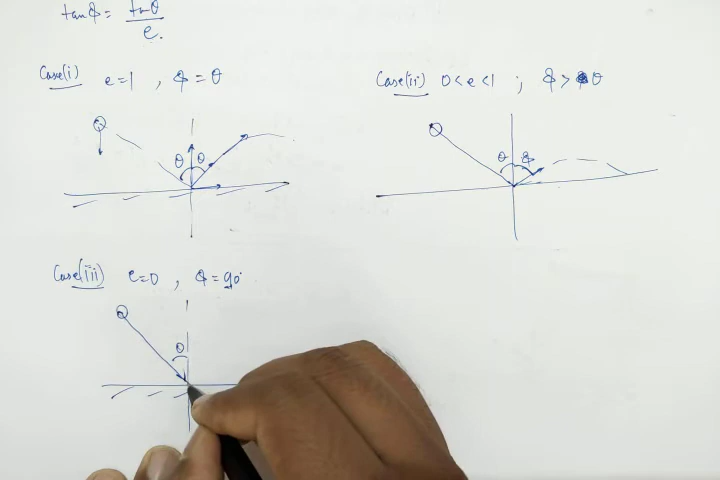 tanϕ = tanθ / e.
Case(i) e=1 , ϕ = θ
θ θ
Case(ii) 0<e<1 ; ϕ > θ
θ ϕ
Case(iii) e=0 , ϕ = 90°
θ